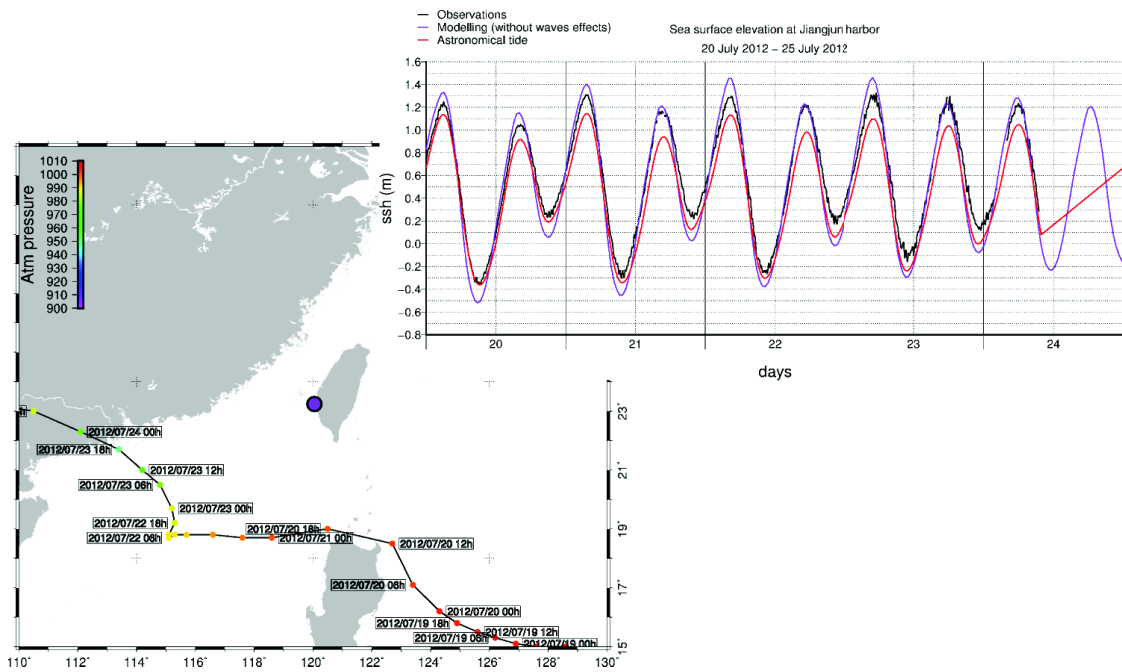 Observations
Modelling (without waves effects)
Astronomical tide
Sea surface elevation at Jiangjun harbor
20 July 2012 − 25 July 2012
1.6
1.4
1.2
1.0
0.8
0.6
0.4
0.2
0.0
−0.2
−0.4
−0.6
−0.8
ssh (m)
20
21
22
23
24
days
Atm pressure
1010
1000
990
980
970
960
950
940
930
920
910
900
2012/07/24 00h
2012/07/23 18h
2012/07/23 12h
2012/07/23 06h
2012/07/23 00h
2012/07/22 18h
2012/07/22 06h
2012/07/20 18h
2012/07/21 00h
2012/07/20 12h
2012/07/20 06h
2012/07/20 00h
2012/07/19 18h
2012/07/19 12h
2012/07/19 06h
2012/07/19 00h
23°
21°
19°
17°
15°
110°
112°
114°
116°
118°
120°
122°
124°
126°
128°
130°